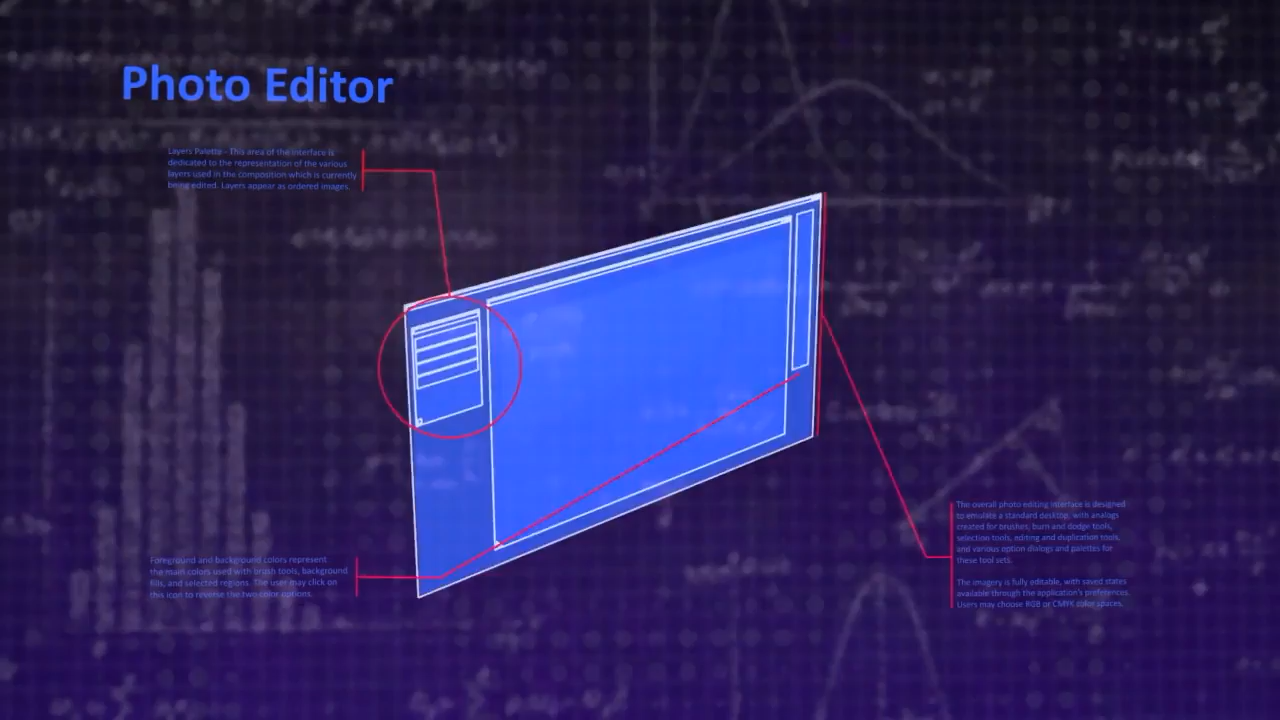 Photo Editor
Layers Palette - This area of the interface is
dedicated to the representation of the various
layers used in the composition which is currently
being edited. Layers appear as ordered images.
Foreground and background colors represent
the main colors used with brush tools, background
fills, and selected regions. The user may click on
this icon to reverse the two color options.
The overall photo editing interface is designed
to emulate a standard desktop, with analogs
created for brushes, burn and dodge tools,
selection tools, editing and duplication tools,
and various option dialogs and palettes for
these tool sets.
The imagery is fully editable, with saved states
available through the application's preferences.
Users may choose RGB or CMYK color spaces.